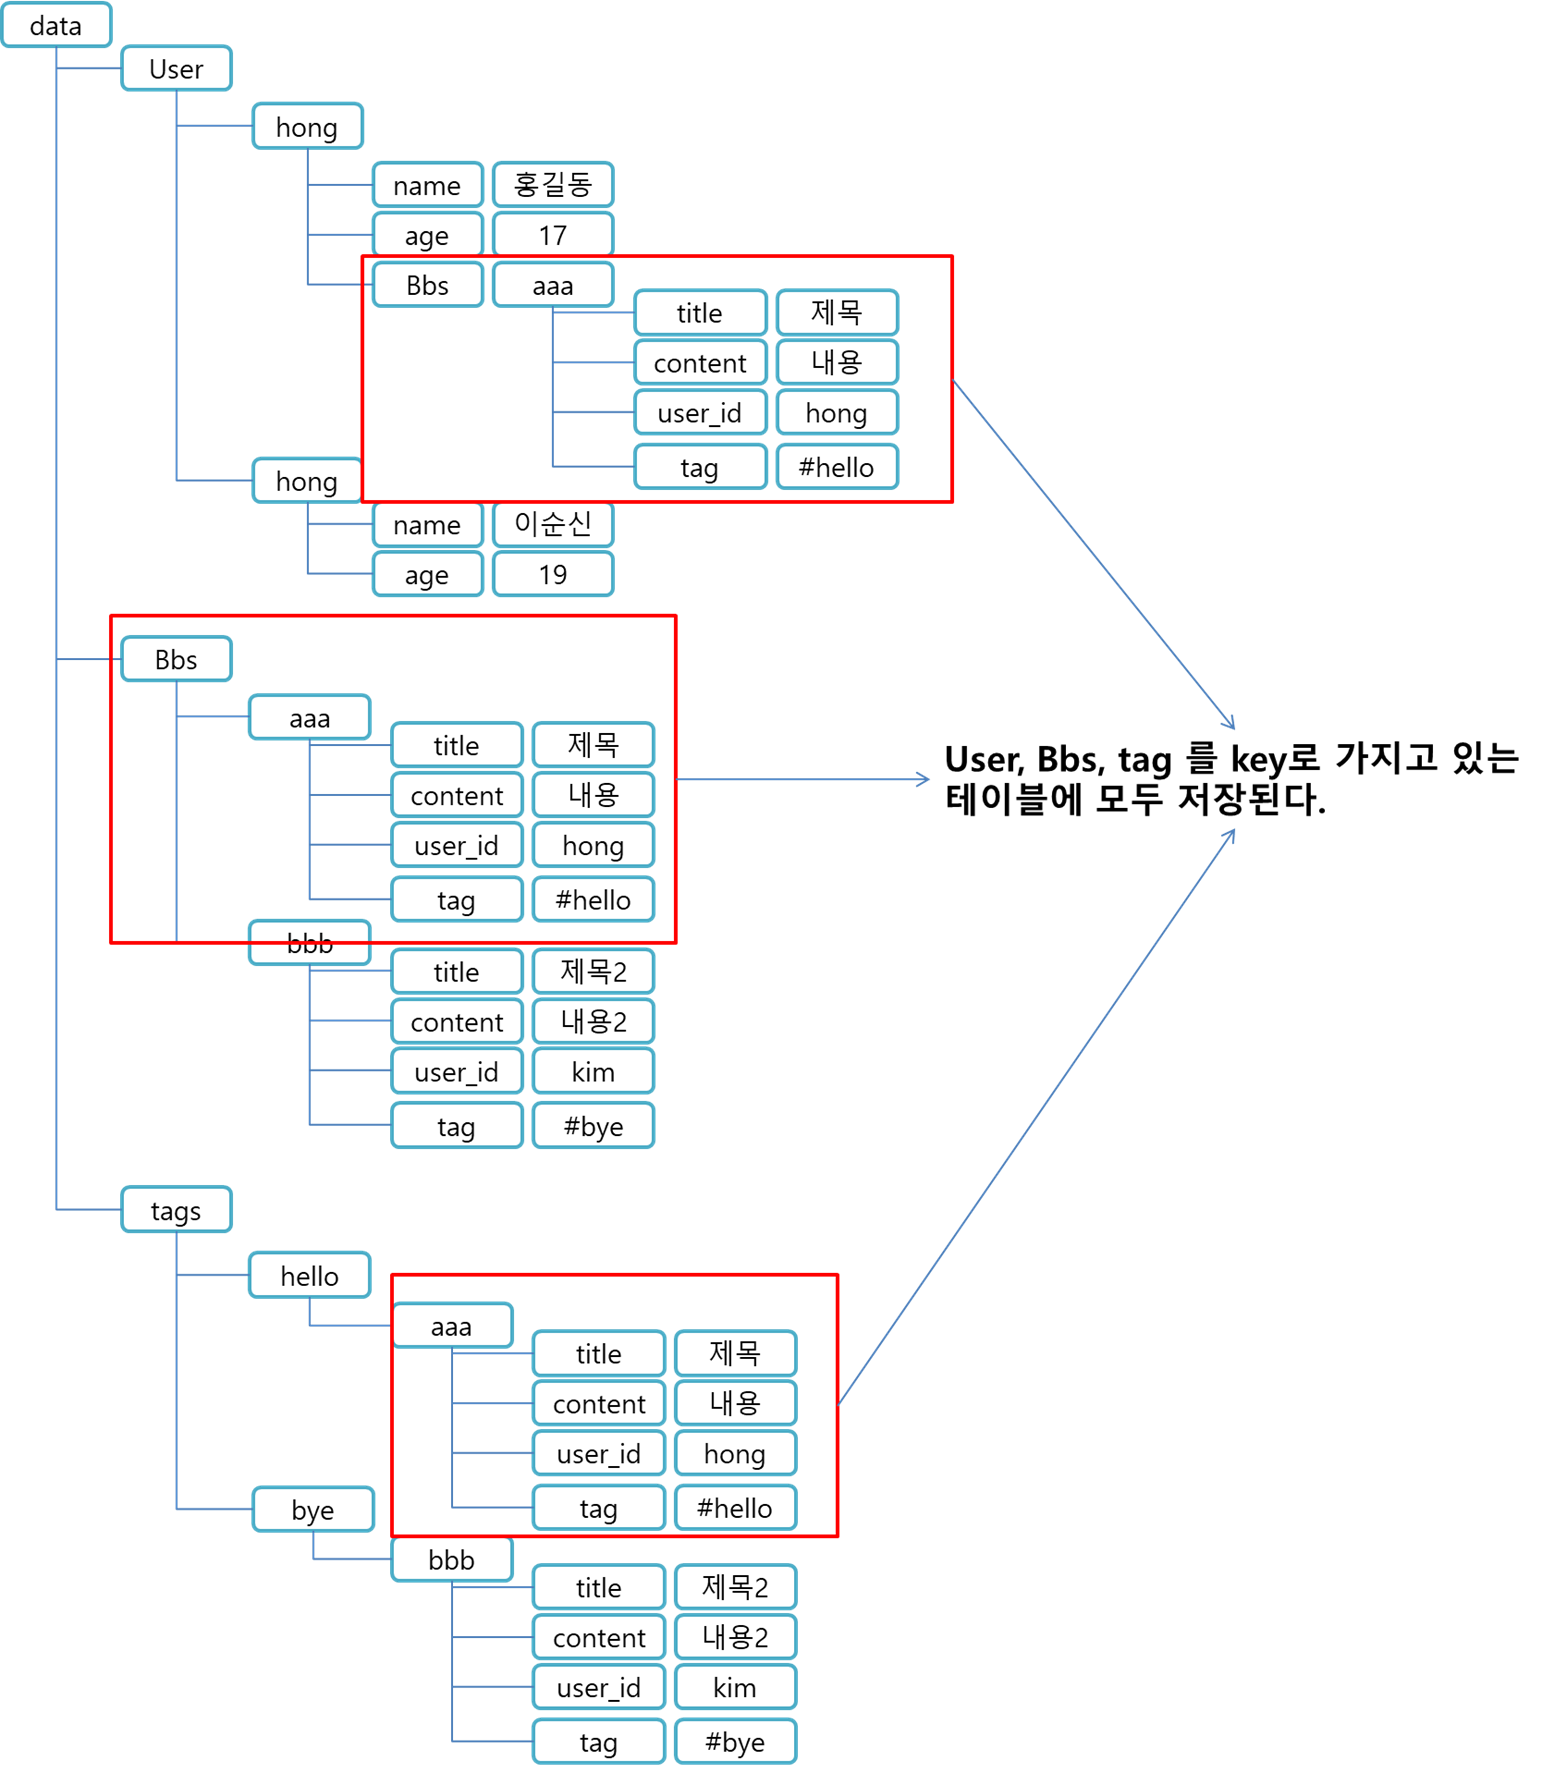 data
User
hong
name 홍길동
age 17
Bbs aaa
title 제목
content 내용
user_id hong
tag #hello
hong
name 이순신
age 19
Bbs
aaa
title 제목
content 내용
user_id hong
tag #hello
bbb
title 제목2
content 내용2
user_id kim
tag #bye
User, Bbs, tag 를 key로 가지고 있는
테이블에 모두 저장된다.
tags
hello
aaa
title 제목
content 내용
user_id hong
tag #hello
bye
bbb
title 제목2
content 내용2
user_id kim
tag #bye